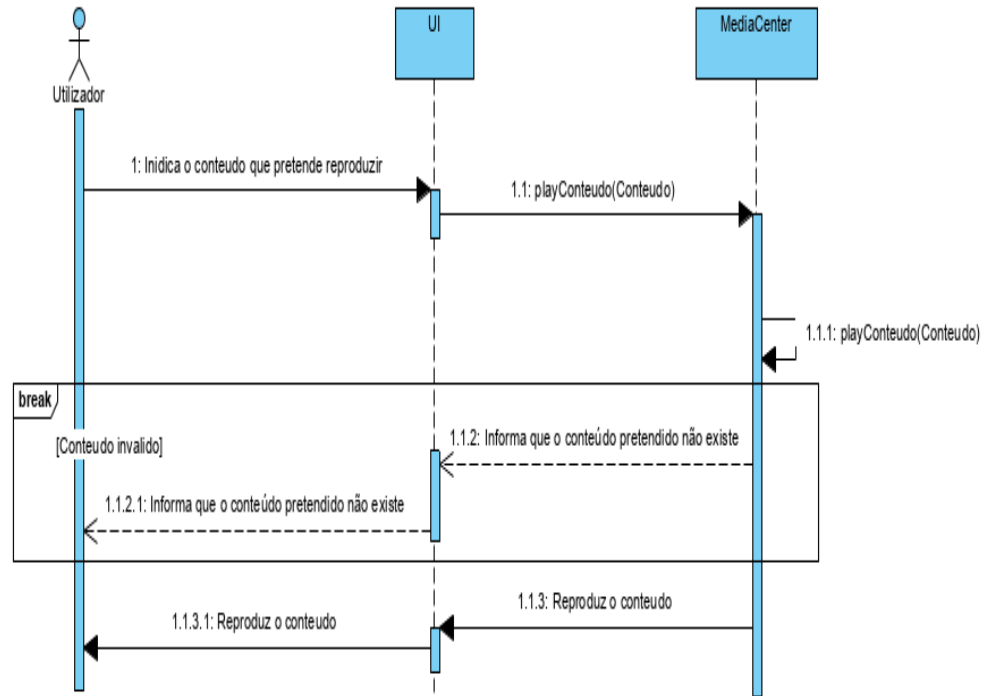 UI
MediaCenter
Utilizador
1: Inidica o conteudo que pretende reproduzir
1.1: playConteudo(Conteudo)
1.1.1: playConteudo(Conteudo)
break
[Conteudo invalido]
1.1.2: Informa que o conteúdo pretendido não existe
1.1.2.1: Informa que o conteúdo pretendido não existe
1.1.3: Reproduz o conteudo
1.1.3.1: Reproduz o conteudo